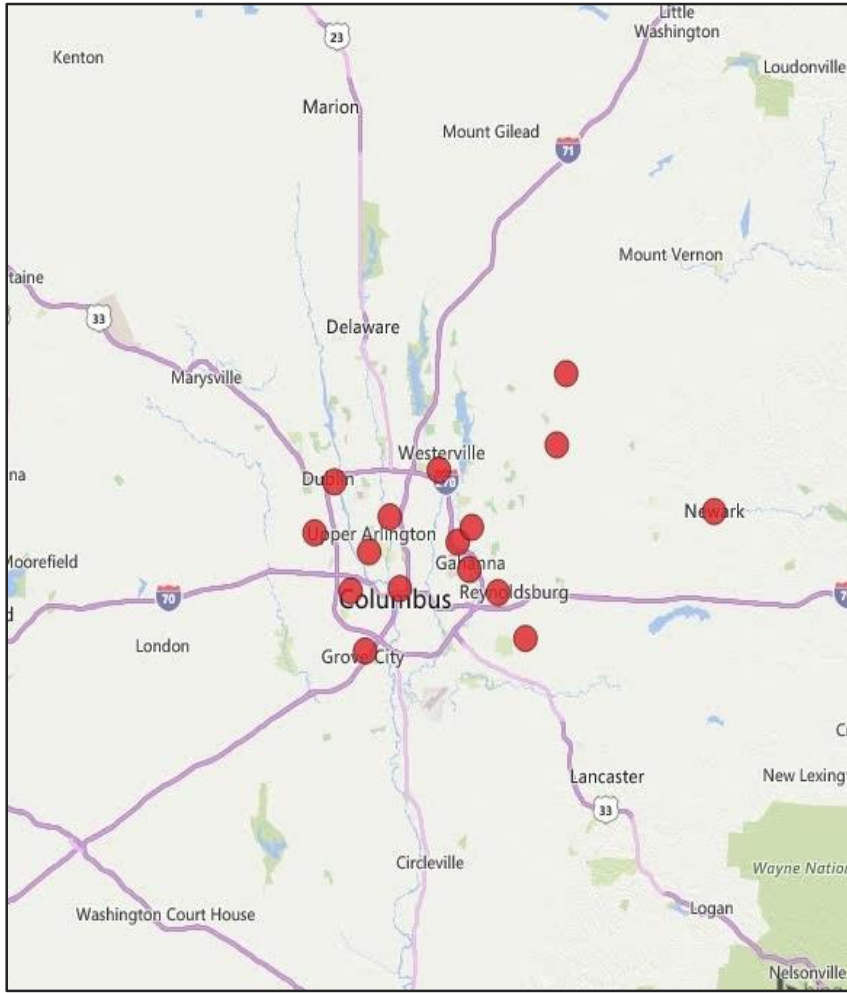 Little
Washington
23
Kenton
Loudonville
Marion
Mount Gilead
71
Mount Vernon
taine
33
Delaware
Marysville
Westerville
na
Dublin
270
Newark
Upper Arlington
Moorefield
Gahanna
70
Columbus
Reynoldsburg
d
London
Grove City
Lancaster
New Lexing
33
Circleville
Wayne Nation
Washington Court House
Logan
Nelsonville